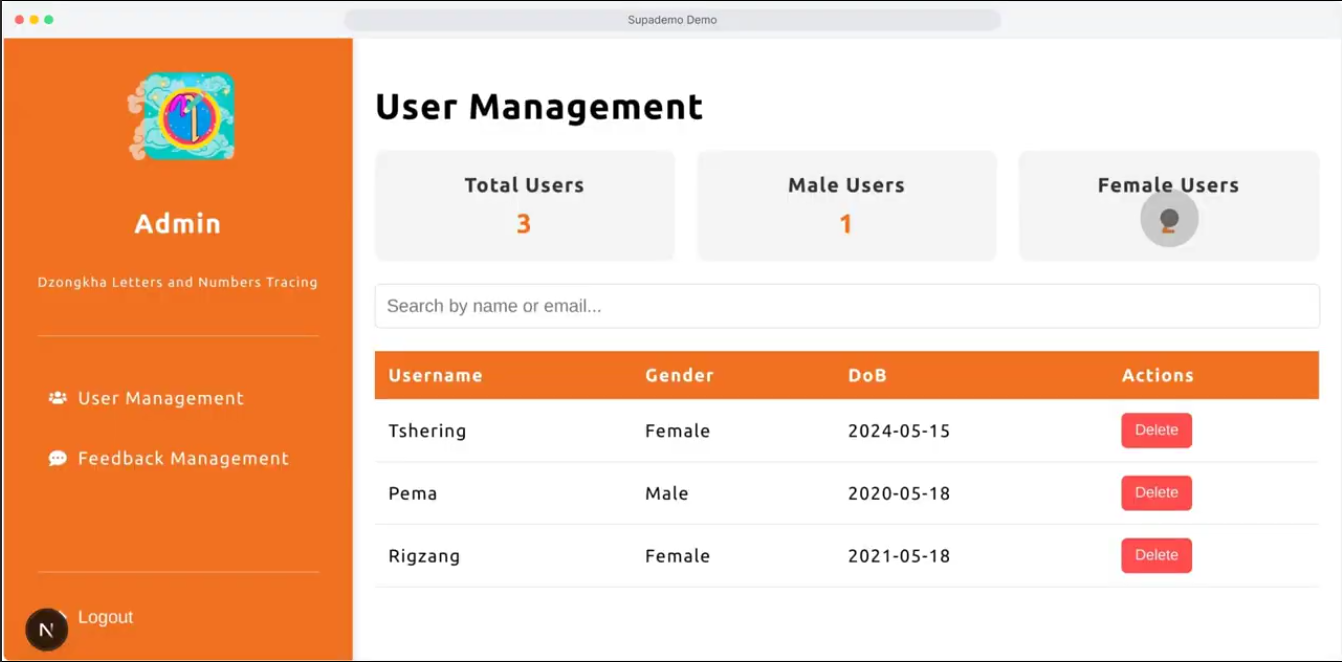 Supademo Demo
Admin
Dzongkha Letters and Numbers Tracing
User Management
Feedback Management
Logout
N
User Management
Total Users
3
Male Users
1
Female Users
2
Search by name or email...
Username Gender DoB Actions
Tshering Female 2024-05-15 Delete
Pema Male 2020-05-18 Delete
Rigzang Female 2021-05-18 Delete